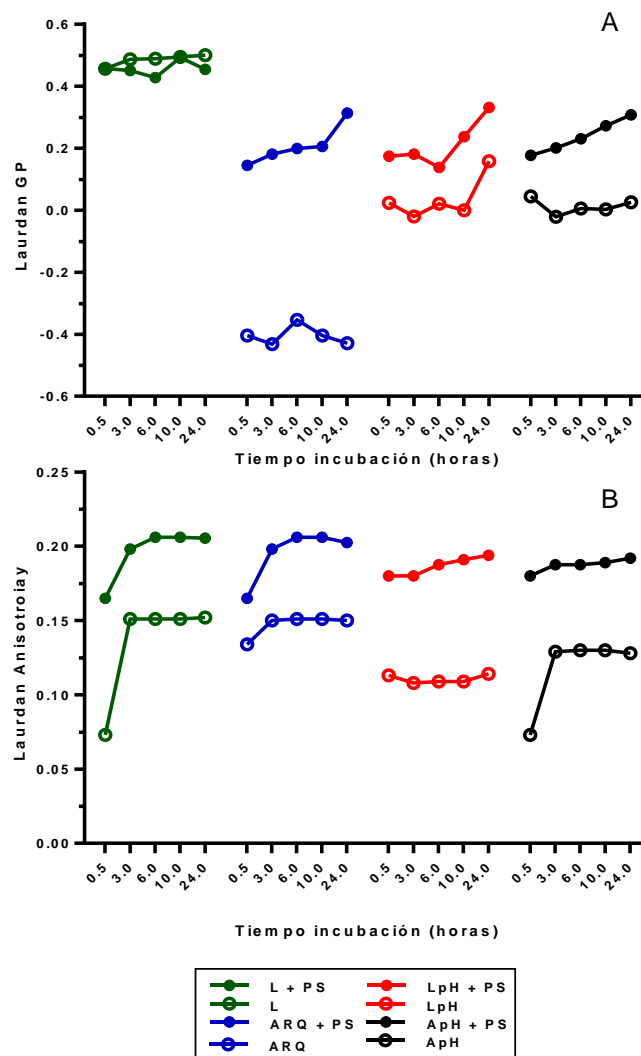 A
Laurdan GP
0.6
0.4
0.2
0.0
-0.2
-0.4
-0.6
0.5 3.0 6.0 10.0 24.0 0.5 3.0 6.0 10.0 24.0 0.5 3.0 6.0 10.0 24.0 0.5 3.0 6.0 10.0 24.0
Tiempo incubación (horas)
B
Laurdan Anisotroiay
0.25
0.20
0.15
0.10
0.05
0.00
0.5 3.0 6.0 10.0 24.0 0.5 3.0 6.0 10.0 24.0 0.5 3.0 6.0 10.0 24.0 0.5 3.0 6.0 10.0 24.0
Tiempo incubación (horas)
L + PS
L
ARQ + PS
ARQ
LpH + PS
LpH
ApH + PS
ApH